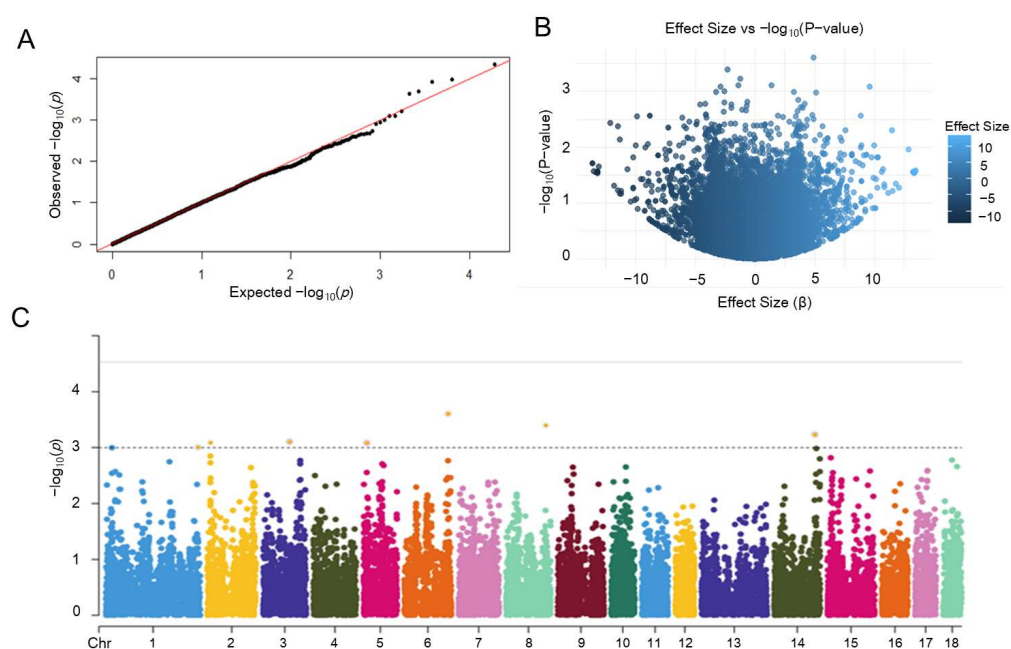 A
Observed −log10(p)
4
3
2
1
0
0 1 2 3 4
Expected −log10(p)
B
Effect Size vs −log10(P−value)
−log10(P−value)
3
2
1
0
−10 −5 0 5 10
Effect Size (β)
Effect Size
10
5
0
−5
−10
C
−log10(p)
4
3
2
1
0
Chr 1 2 3 4 5 6 7 8 9 10 11 12 13 14 15 16 17 18